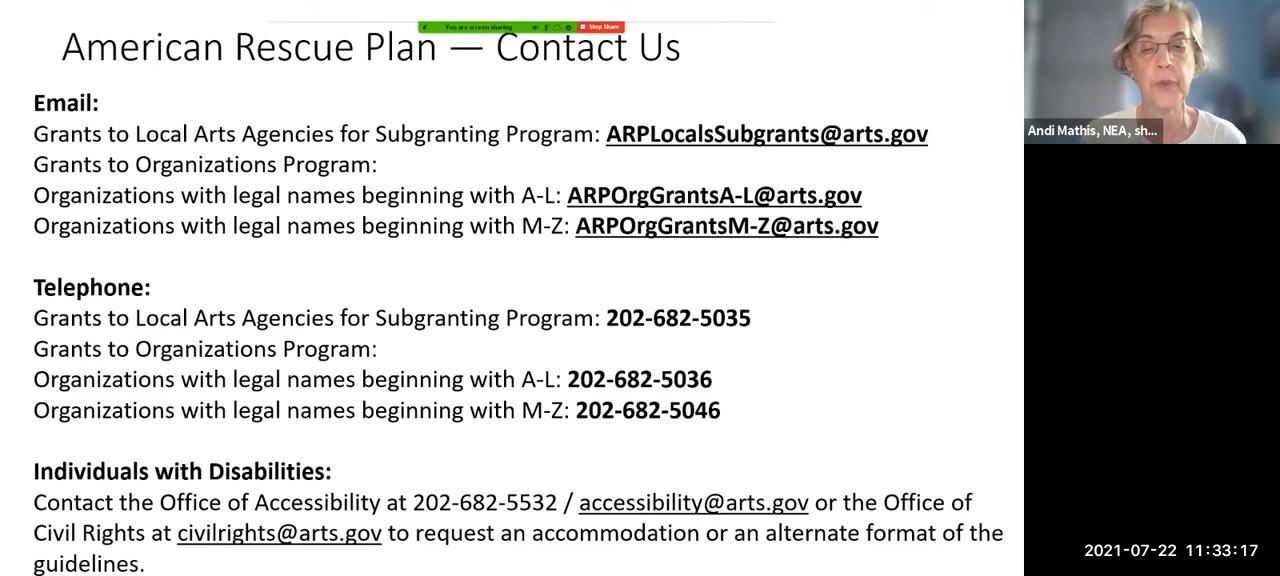 You are screen sharing
Stop Share
American Rescue Plan — Contact Us
Email:
Grants to Local Arts Agencies for Subgranting Program: ARPLocalsSubgrants@arts.gov
Grants to Organizations Program:
Organizations with legal names beginning with A-L: ARPOrgGrantsA-L@arts.gov
Organizations with legal names beginning with M-Z: ARPOrgGrantsM-Z@arts.gov
Telephone:
Grants to Local Arts Agencies for Subgranting Program: 202-682-5035
Grants to Organizations Program:
Organizations with legal names beginning with A-L: 202-682-5036
Organizations with legal names beginning with M-Z: 202-682-5046
Individuals with Disabilities:
Contact the Office of Accessibility at 202-682-5532 / accessibility@arts.gov or the Office of
Civil Rights at civilrights@arts.gov to request an accommodation or an alternate format of the
guidelines.
Andi Mathis, NEA, sh...
2021-07-22 11:33:17